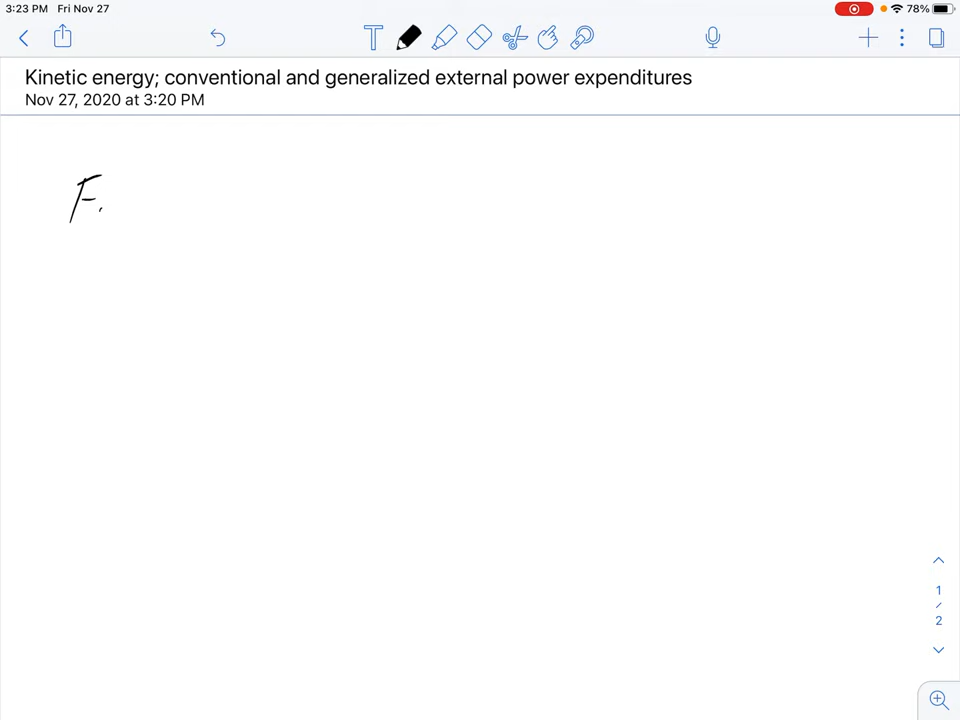 3:23 PM Fri Nov 27 78%
T
Kinetic energy; conventional and generalized external power expenditures
Nov 27, 2020 at 3:20 PM
F.
1
/
2